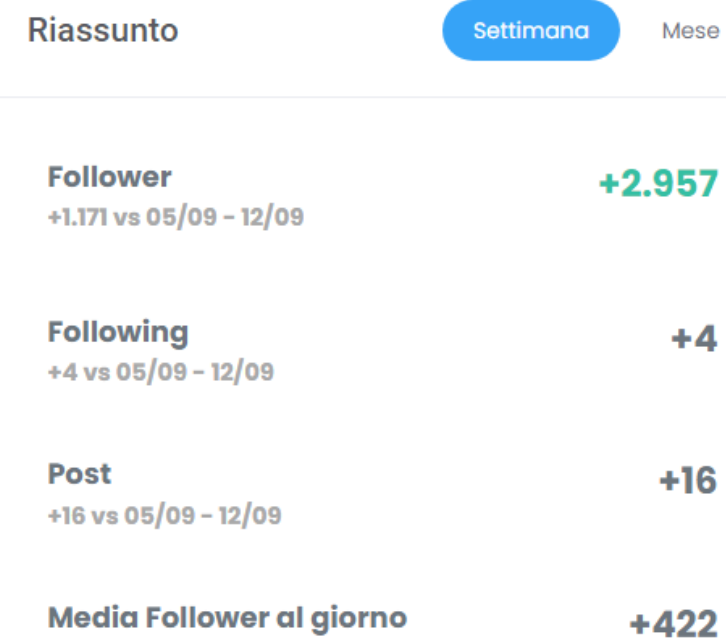 Riassunto
Settimana
Mese
Follower
+2.957
+1.171 vs 05/09 - 12/09
Following
+4
+4 vs 05/09 - 12/09
Post
+16
+16 vs 05/09 - 12/09
Media Follower al giorno
+422